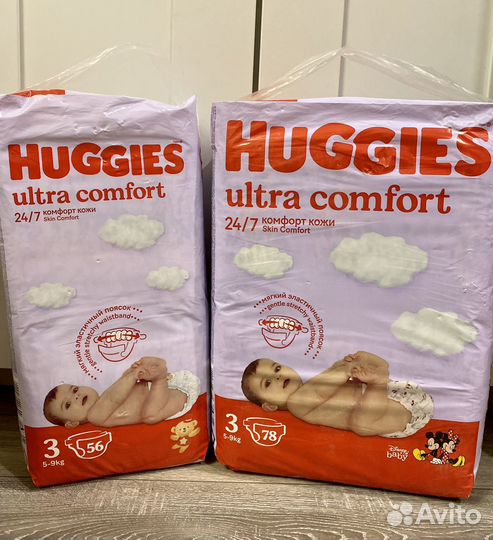 HUGGIES
ultra comfort
24/7 комфорт кожи
Skin Comfort
мягкий эластичный поясок
gentle stretchy waistband
3
5-9kg
56
HUGGIES
ultra comfort
24/7 комфорт кожи
Skin Comfort
мягкий эластичный поясок
gentle stretchy waistband
3
5-9kg
78
Disney
baby
Avito